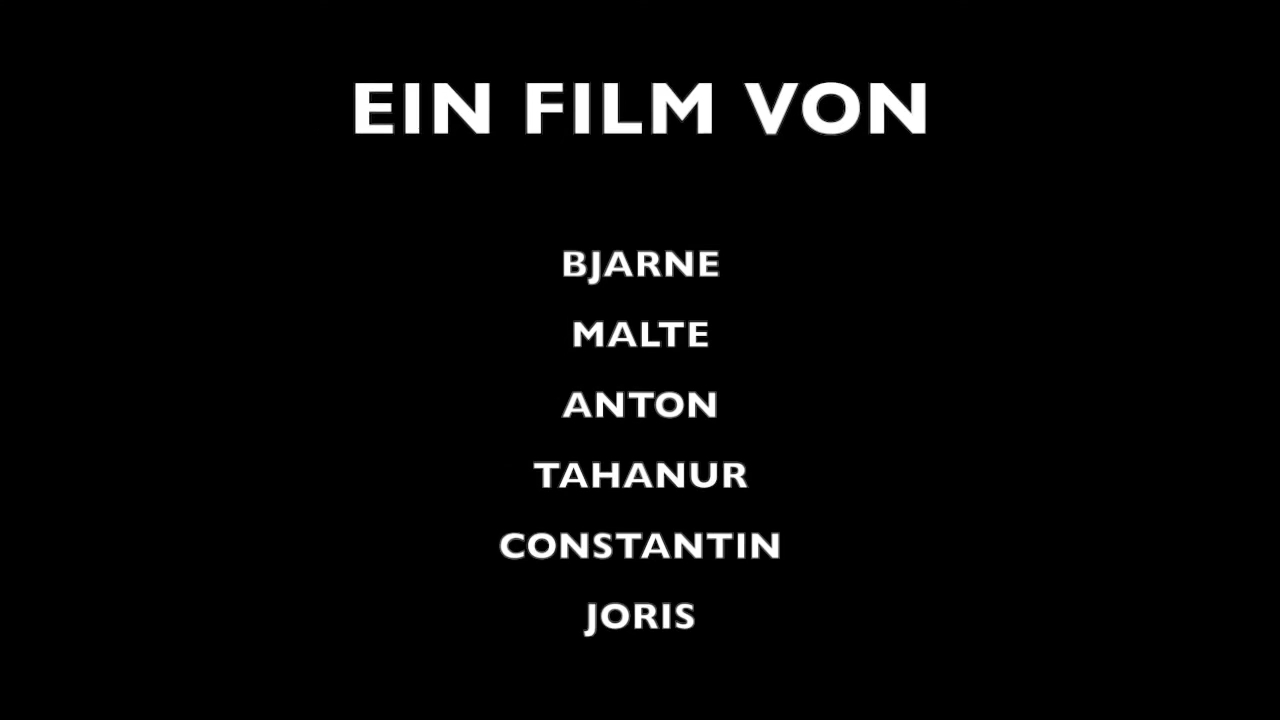 EIN FILM VON
BJARNE
MALTE
ANTON
TAHANUR
CONSTANTIN
JORIS